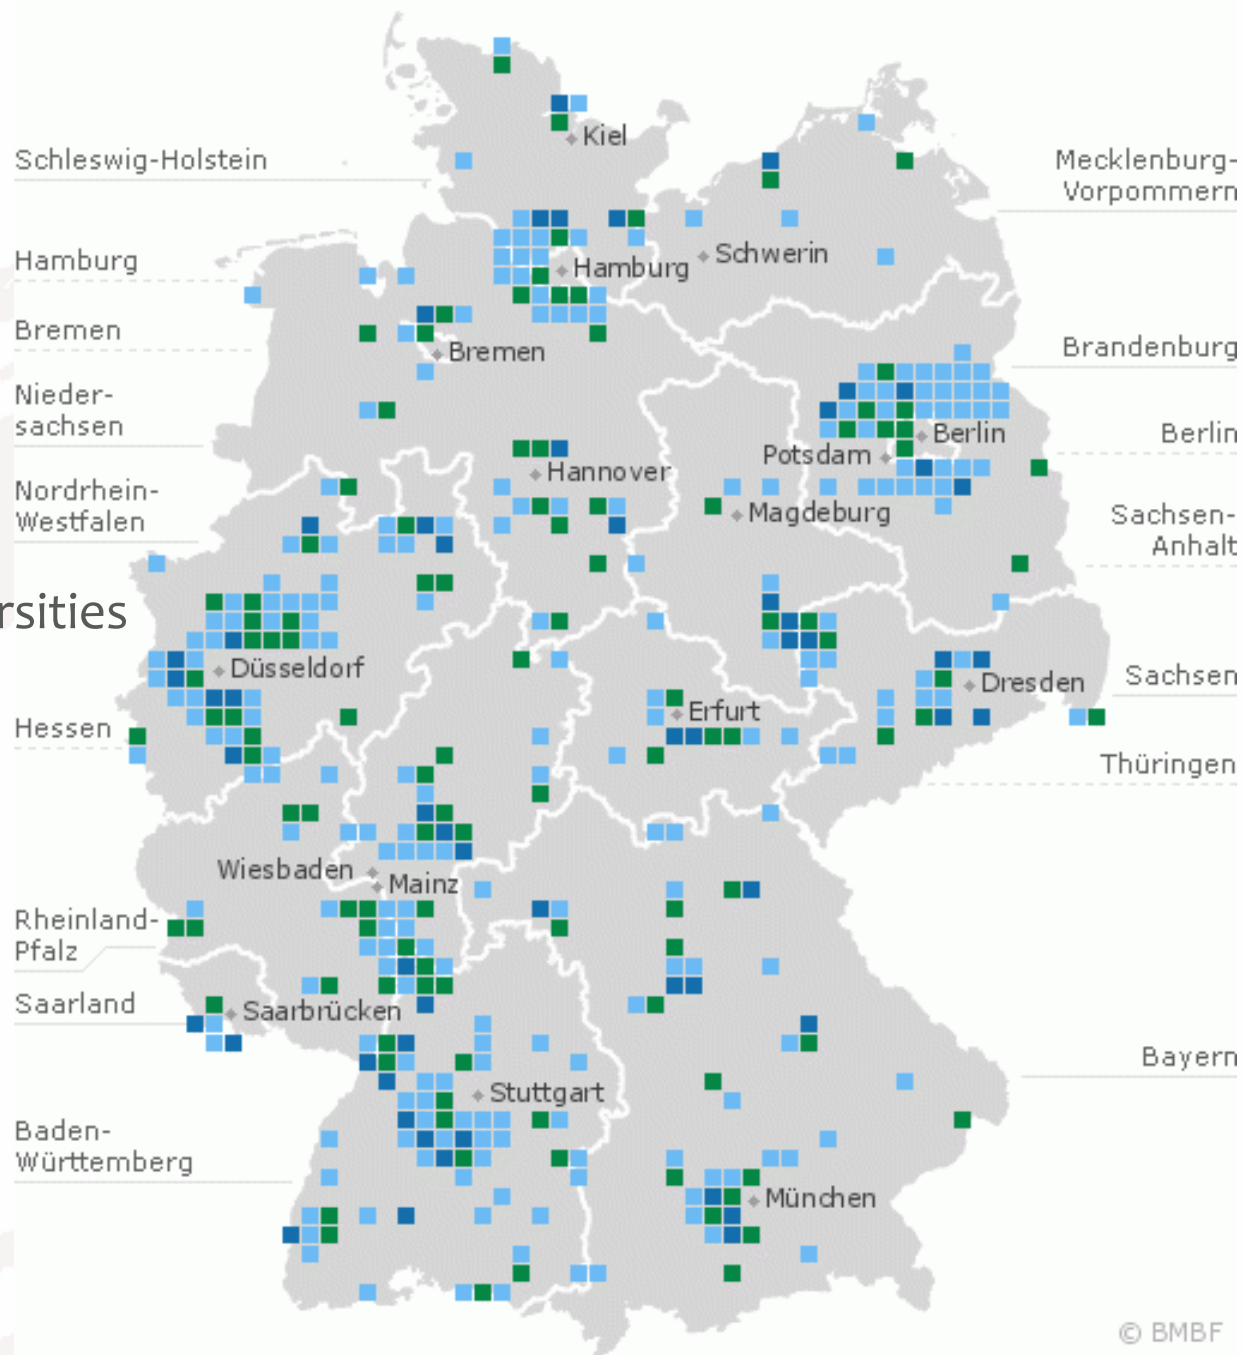 Schleswig-Holstein
Hamburg
Bremen
Nieder-
sachsen
Nordrhein-
Westfalen
rsities
Hessen
Rheinland-
Pfalz
Saarland
Baden-
Württemberg
Kiel
Schwerin
Hamburg
Bremen
Berlin
Potsdam
Hannover
Magdeburg
Düsseldorf
Dresden
Erfurt
Wiesbaden
Mainz
Saarbrücken
Stuttgart
München
Mecklenburg-
Vorpommern
Brandenburg
Berlin
Sachsen-
Anhalt
Sachsen
Thüringen
Bayern
© BMBF